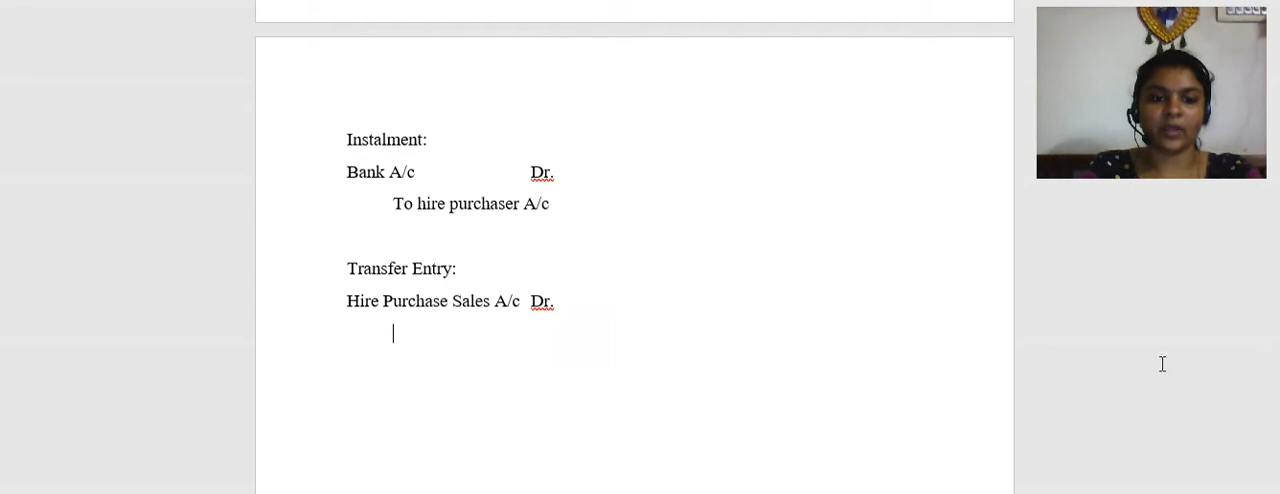 Instalment:
Bank A/c Dr.
To hire purchaser A/c
Transfer Entry:
Hire Purchase Sales A/c Dr.